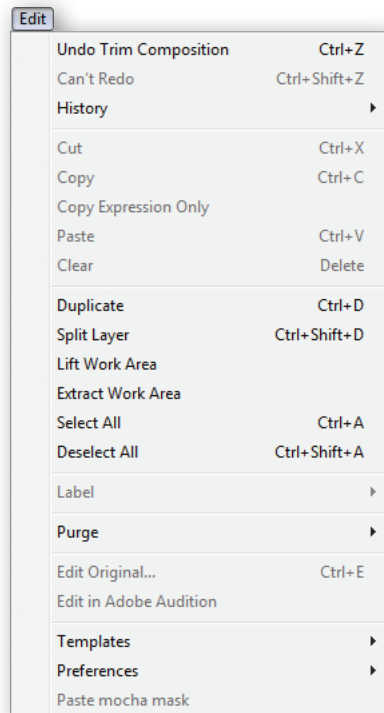 Edit
Undo Trim Composition Ctrl+Z
Can't Redo Ctrl+Shift+Z
History
Cut Ctrl+X
Copy Ctrl+C
Copy Expression Only
Paste Ctrl+V
Clear Delete
Duplicate Ctrl+D
Split Layer Ctrl+Shift+D
Lift Work Area
Extract Work Area
Select All Ctrl+A
Deselect All Ctrl+Shift+A
Label
Purge
Edit Original... Ctrl+E
Edit in Adobe Audition
Templates
Preferences
Paste mocha mask